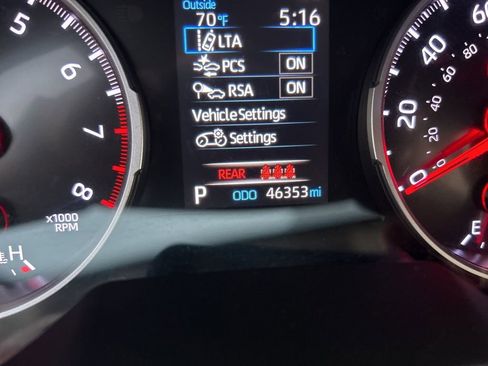 Outside
70°F 5:16
LTA
PCS ON
RSA ON
Vehicle Settings
Settings
REAR
P ODO 46353 mi
5
6
7
8
x1000
RPM
H
60
80
40
60
20
40
20
0
0
E